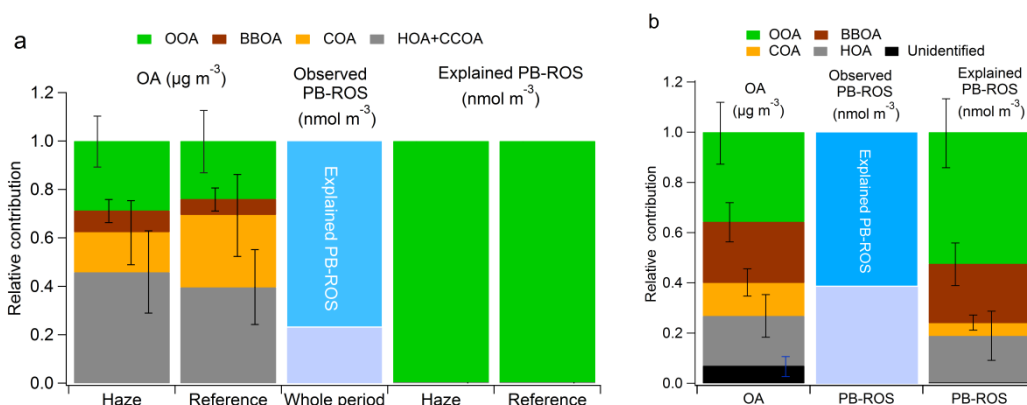 a
OOA BBOA COA HOA+CCOA
OA (µg m⁻³)
Observed
PB-ROS
(nmol m⁻³)
Explained PB-ROS
(nmol m⁻³)
Relative contribution
1.2
1.0
0.8
0.6
0.4
0.2
0.0
Explained PB-ROS
Haze Reference Whole period Haze Reference
b
OOA BBOA
COA HOA Unidentified
OA
(µg m⁻³)
Observed
PB-ROS
(nmol m⁻³)
Explained
PB-ROS
(nmol m⁻³)
Relative contribution
1.2
1.0
0.8
0.6
0.4
0.2
0.0
Explained PB-ROS
OA PB-ROS PB-ROS